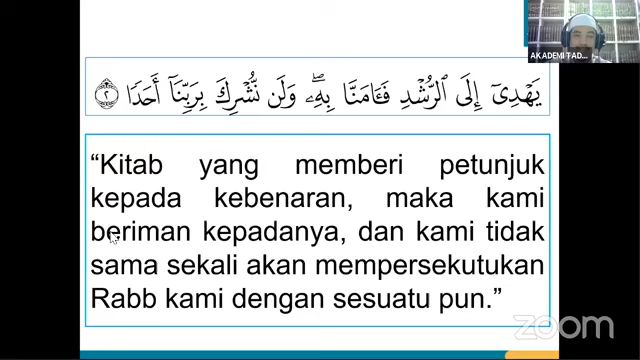 AKADEMI TAD...
يَهْدِىٓ إِلَى ٱلرُّشْدِ فَـَٔامَنَّا بِهِۦ ۖ وَلَن نُّشْرِكَ بِرَبِّنَآ أَحَدًا ٢
“Kitab yang memberi petunjuk
kepada kebenaran, maka kami
beriman kepadanya, dan kami tidak
sama sekali akan mempersekutukan
Rabb kami dengan sesuatu pun.”
zoom